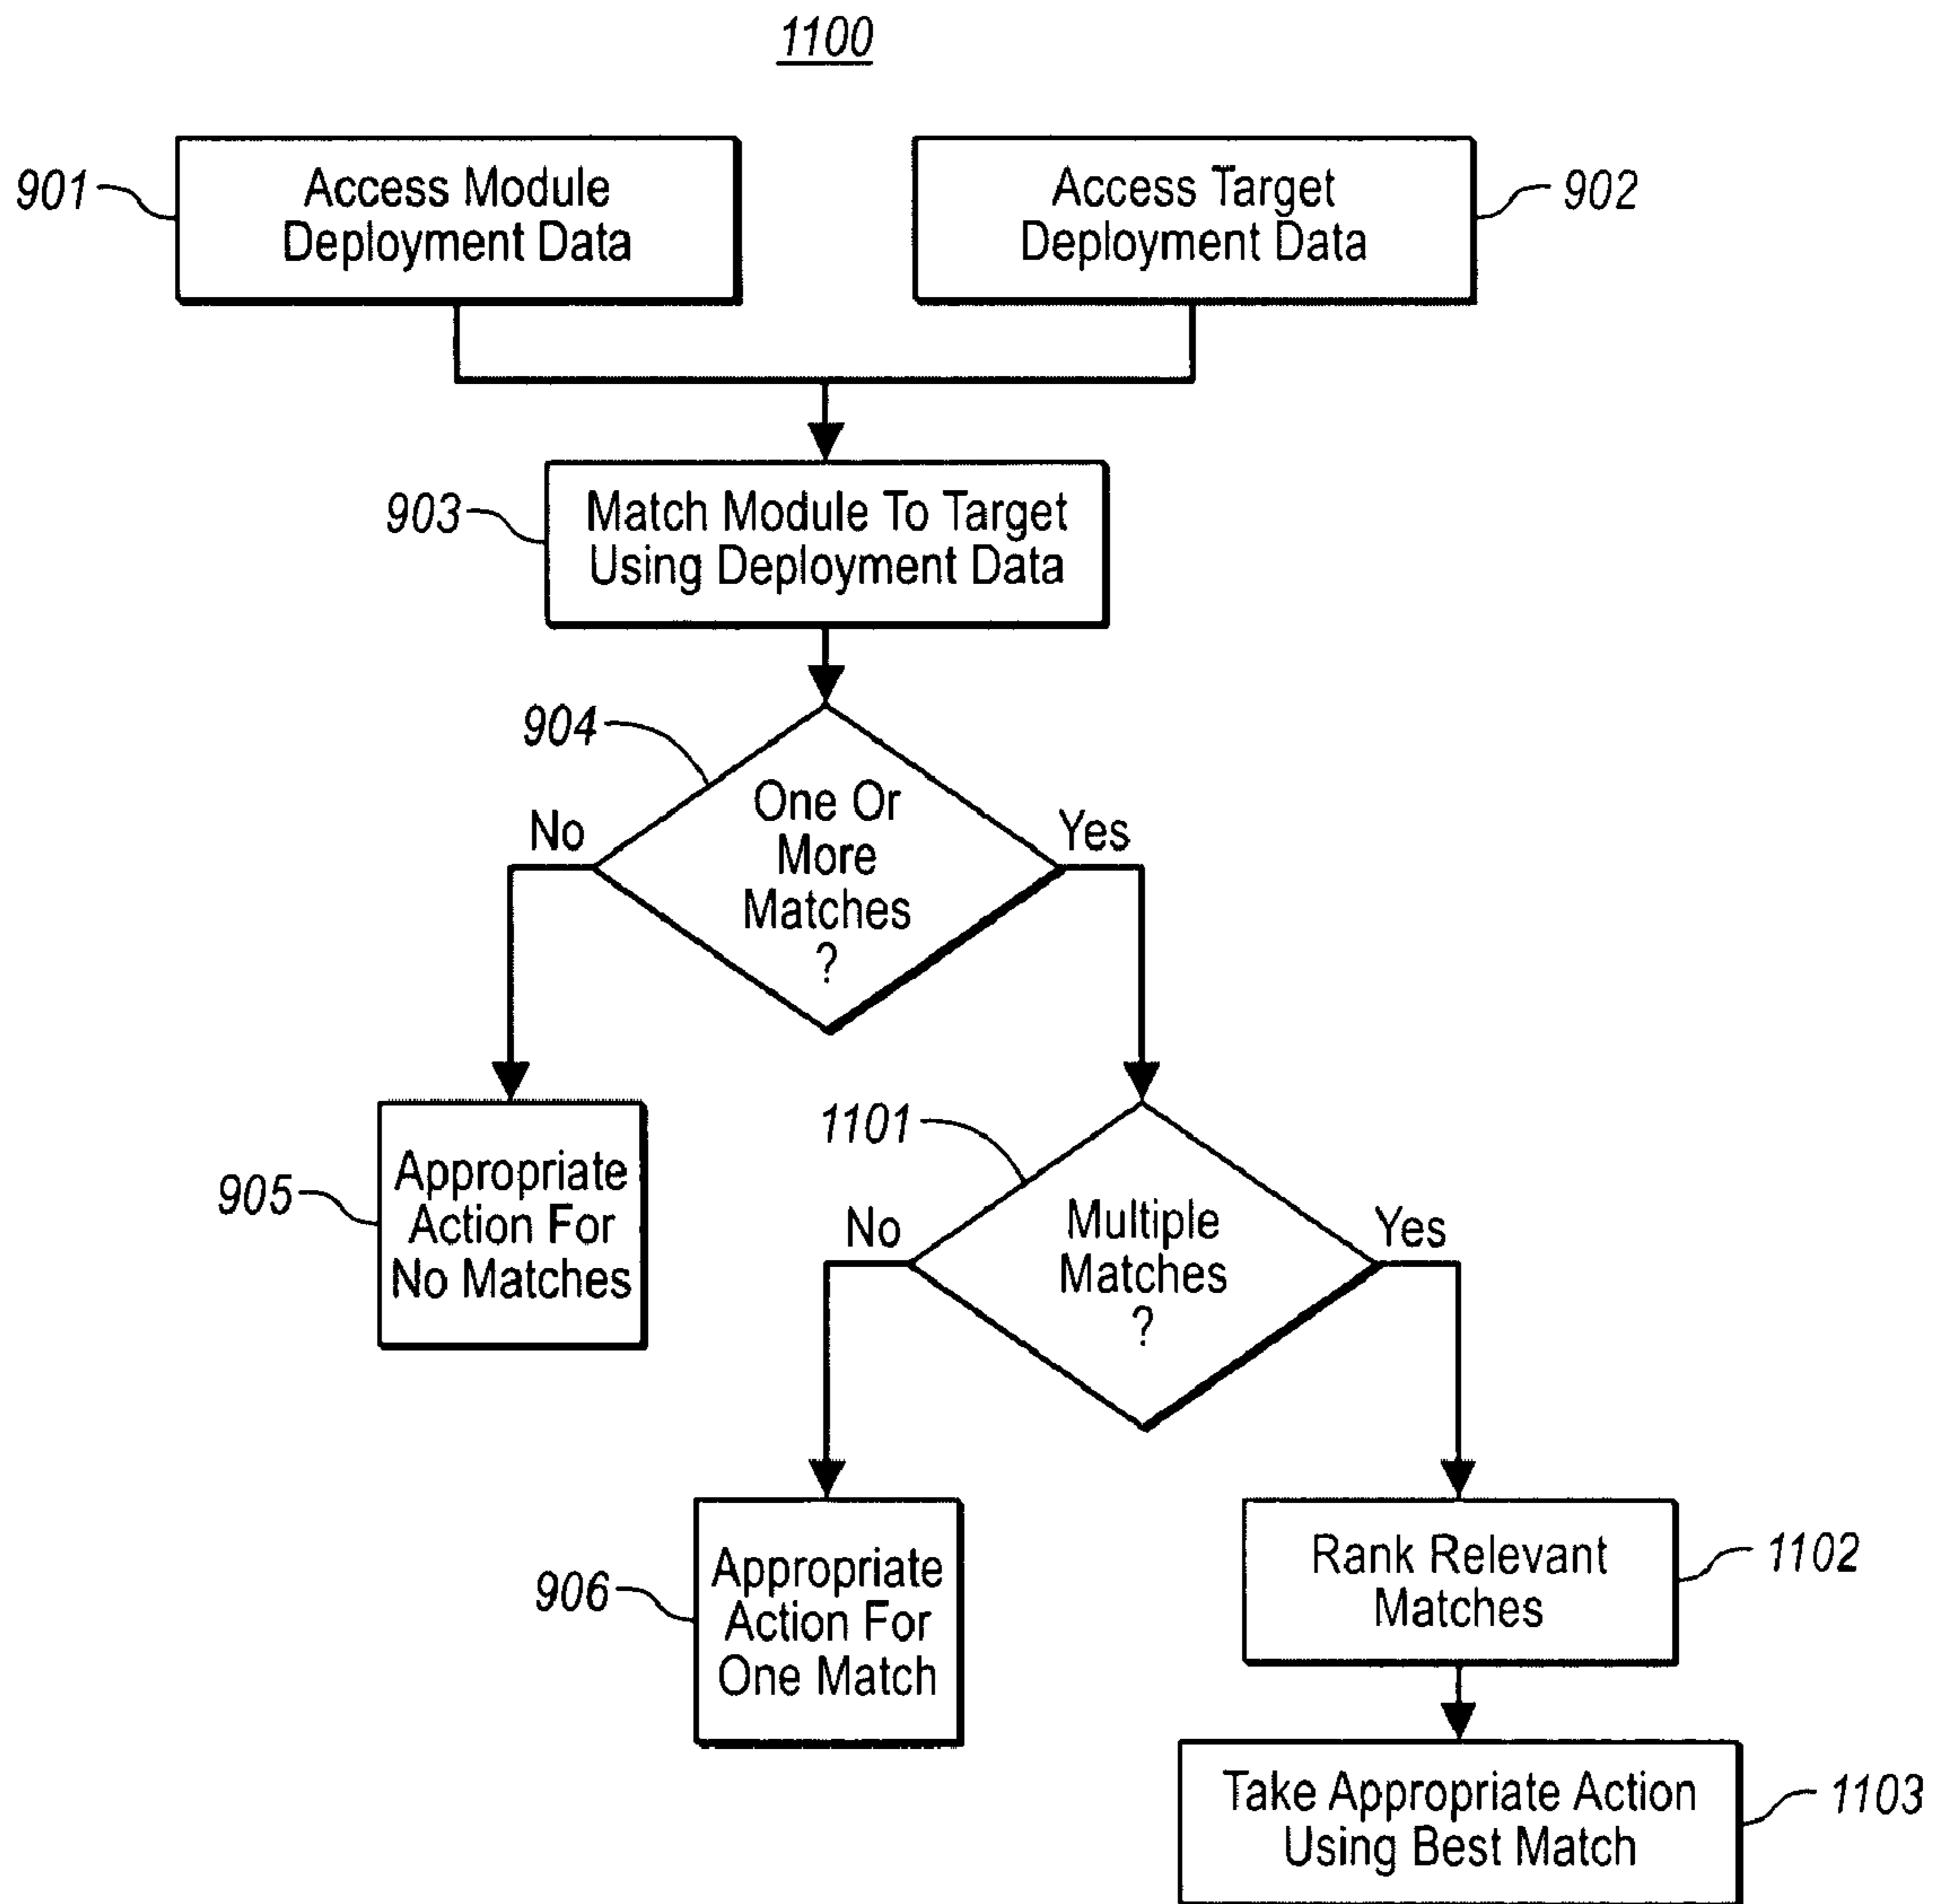 1100
901
Access Module
Deployment Data
Access Target
Deployment Data
902
903
Match Module To Target
Using Deployment Data
904
One Or
More
Matches
?
No
Yes
905
Appropriate
Action For
No Matches
1101
Multiple
Matches
?
No
Yes
906
Appropriate
Action For
One Match
Rank Relevant
Matches
1102
Take Appropriate Action
Using Best Match
1103